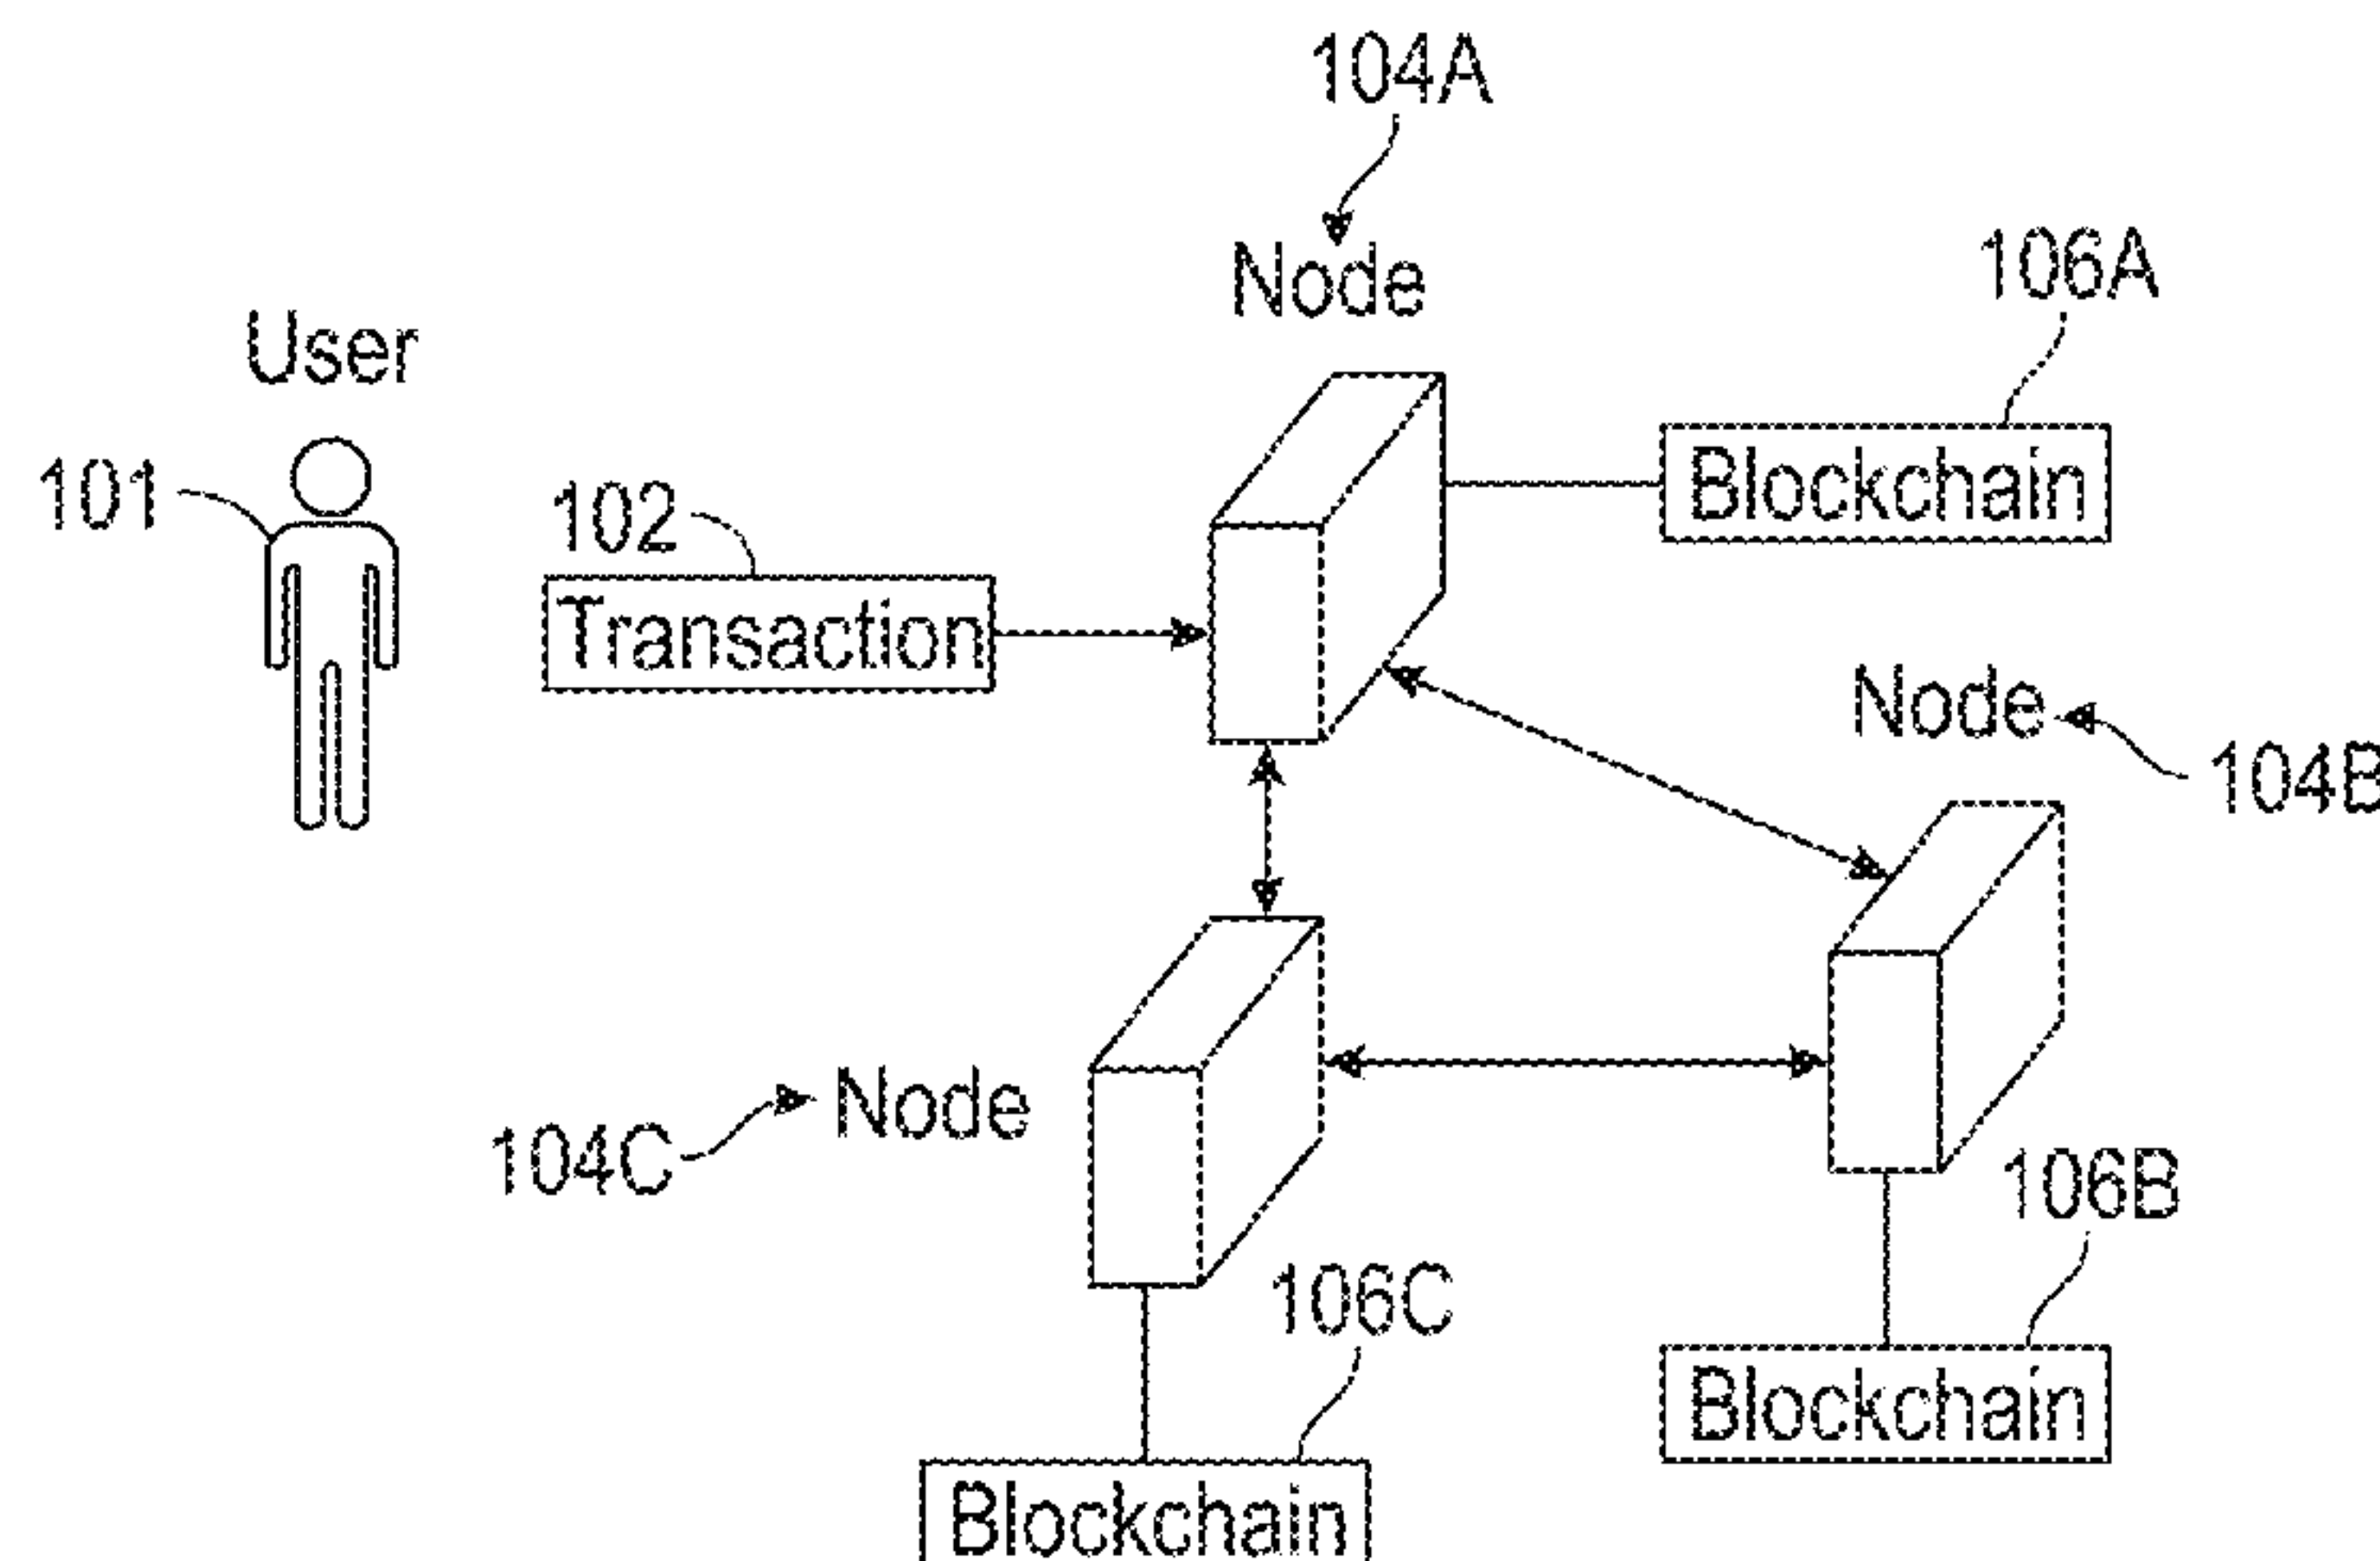 104A
Node
106A
User
Blockchain
101
102
Transaction
Node
104B
Node
104C
106B
106C
Blockchain
Blockchain